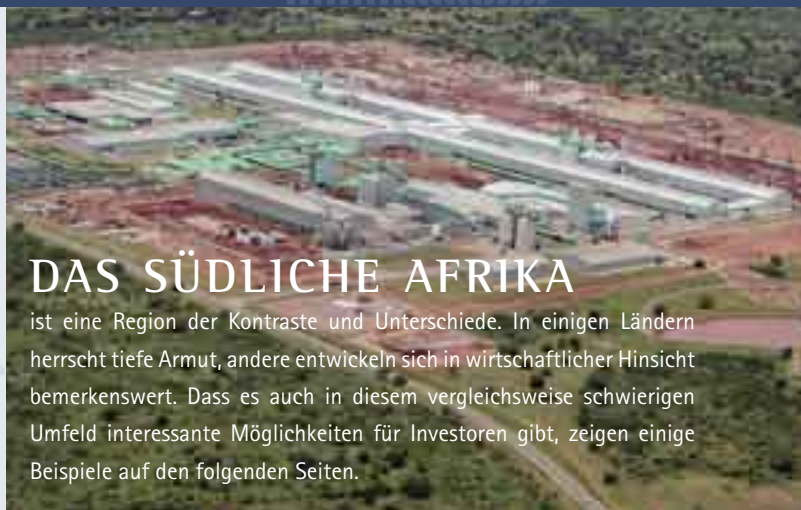 DAS SÜDLICHE AFRIKA
ist eine Region der Kontraste und Unterschiede. In einigen Ländern
herrscht tiefe Armut, andere entwickeln sich in wirtschaftlicher Hinsicht
bemerkenswert. Dass es auch in diesem vergleichsweise schwierigen
Umfeld interessante Möglichkeiten für Investoren gibt, zeigen einige
Beispiele auf den folgenden Seiten.